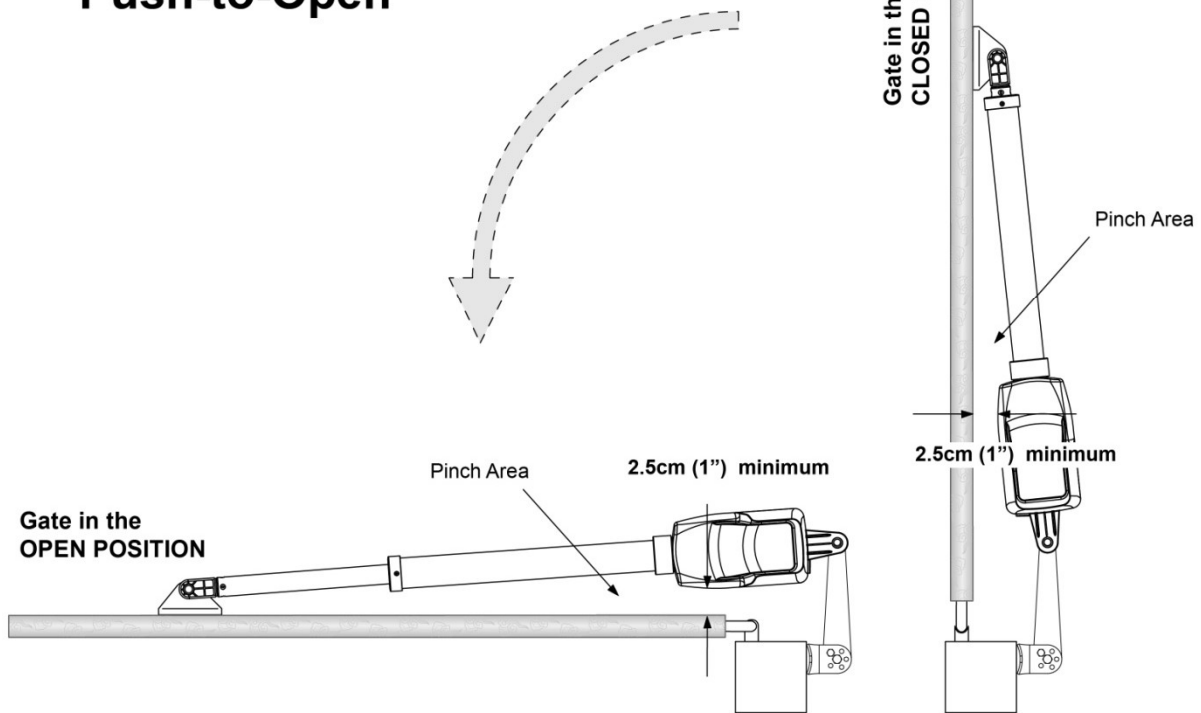 Push-to-Open
Gate in the
CLOSED
Pinch Area
2.5cm (1”) minimum
Pinch Area
2.5cm (1”) minimum
Gate in the
OPEN POSITION